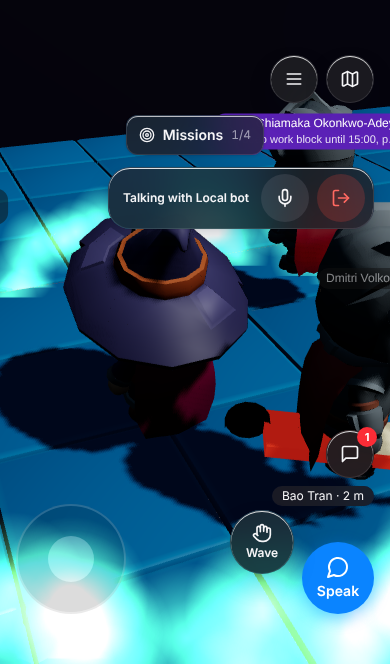 Chiamaka Okonkwo-Adey
Missions 1/4
work block until 15:00, p.
Talking with Local bot
Dmitri Volko
1
Bao Tran · 2 m
Wave
Speak